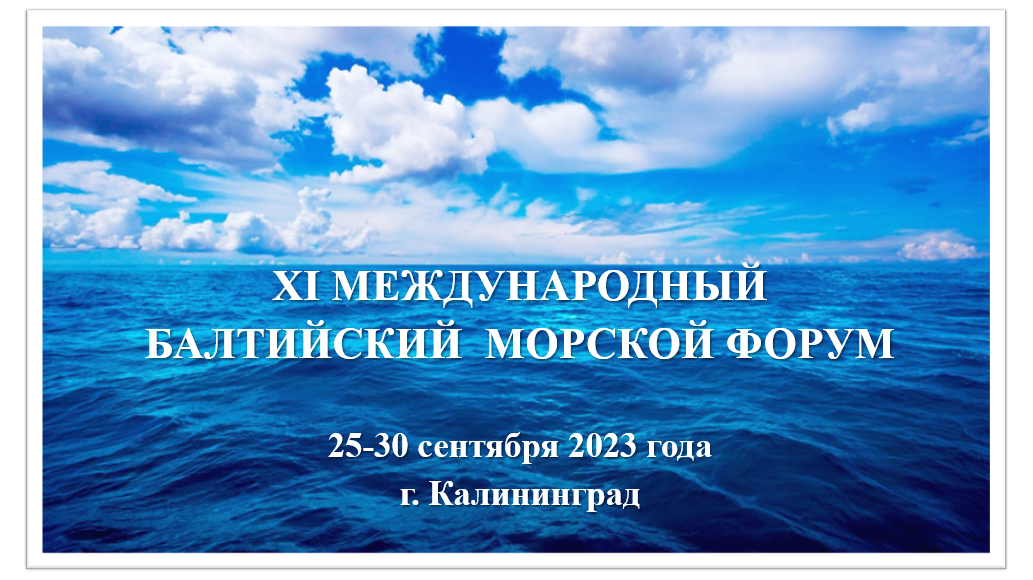 XI МЕЖДУНАРОДНЫЙ
БАЛТИЙСКИЙ МОРСКОЙ ФОРУМ
25-30 сентября 2023 года
г. Калининград